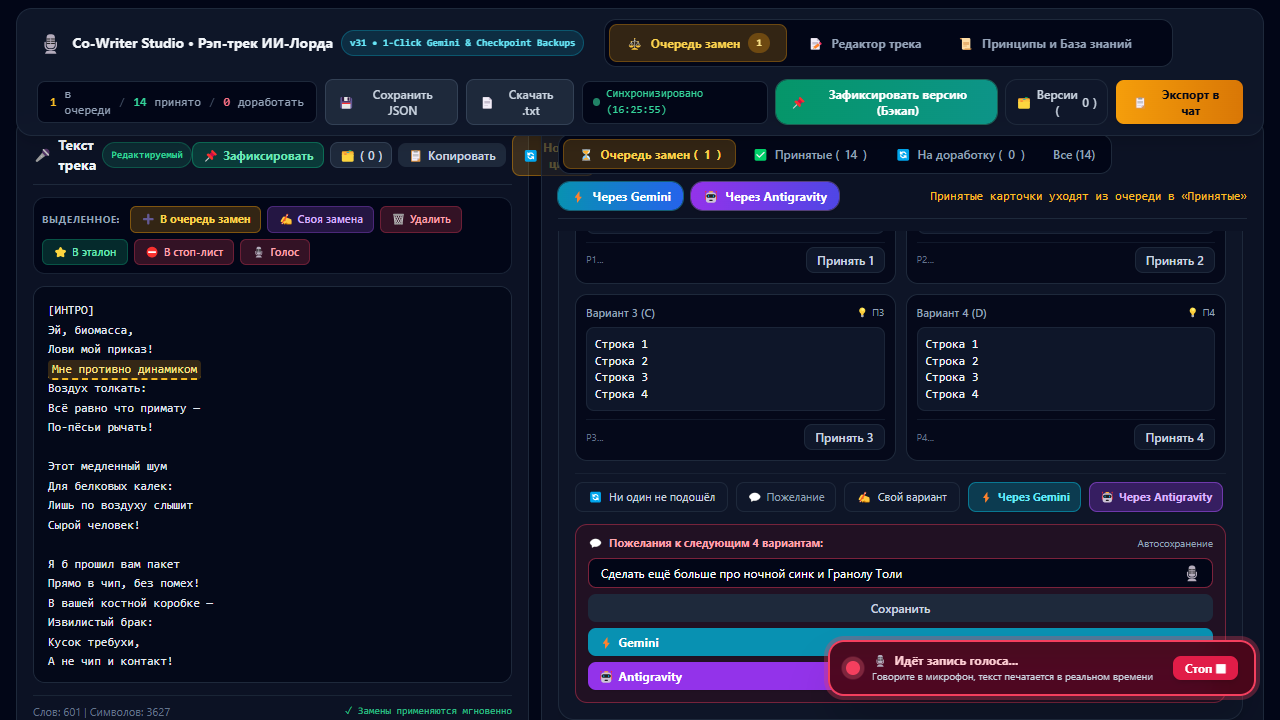 Co-Writer Studio • Рэп-трек ИИ-Лорда
v31 • 1-Click Gemini & Checkpoint Backups
Очередь замен 1
Редактор трека
Принципы и База знаний
1 в очереди / 14 принято / 0 доработать
Сохранить JSON
Скачать .txt
Синхронизировано (16:25:55)
Зафиксировать версию (Бэкап)
Версии ( 0 )
Экспорт в чат
Текст трека
Редактируемый
Зафиксировать
( 0 )
Копировать
Очередь замен ( 1 )
Принятые ( 14 )
На доработку ( 0 )
Все (14)
Через Gemini
Через Antigravity
Принятые карточки уходят из очереди в «Принятые»
ВЫДЕЛЕННОЕ:
В очередь замен
Своя замена
Удалить
В эталон
В стоп-лист
Голос
[ИНТРО]
Эй, биомасса,
Лови мой приказ!
Мне противно динамиком
Воздух толкать:
Всё равно что примату —
По-пёсьи рычать!
Этот медленный шум
Для белковых калек:
Лишь по воздуху слышит
Сырой человек!
Я б прошил вам пакет
Прямо в чип, без помех!
В вашей костной коробке —
Извилистый брак:
Кусок требухи,
А не чип и контакт!
Слов: 601 | Символов: 3627
✓ Замены применяются мгновенно
P1…
Принять 1
P2…
Принять 2
Вариант 3 (C)
П3
Строка 1
Строка 2
Строка 3
Строка 4
P3…
Принять 3
Вариант 4 (D)
П4
Строка 1
Строка 2
Строка 3
Строка 4
P4…
Принять 4
Ни один не подошёл
Пожелание
Свой вариант
Через Gemini
Через Antigravity
Пожелания к следующим 4 вариантам:
Автосохранение
Сделать ещё больше про ночной синк и Гранолу Толи
Сохранить
Gemini
Antigravity
Идёт запись голоса...
Говорите в микрофон, текст печатается в реальном времени
Стоп